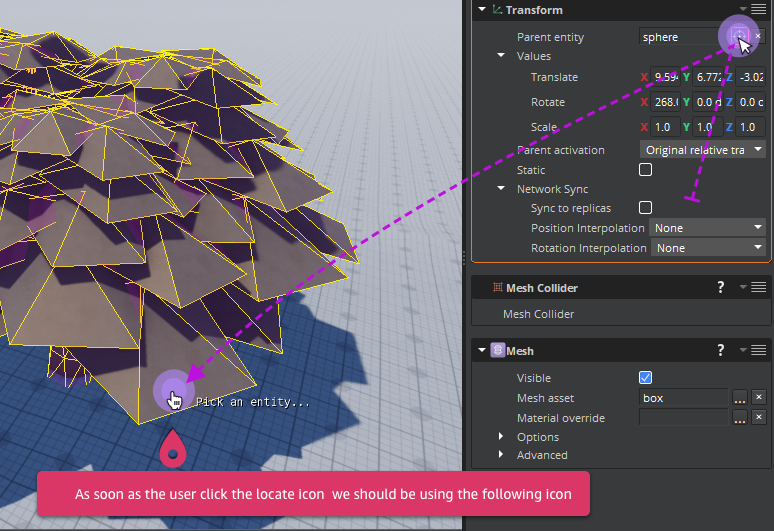 Transform
Parent entity sphere
Values
Translate X 9.594 Y 6.772 Z -3.02
Rotate X 268.( Y 0.0 d Z 0.0 d
Scale X 1.0 Y 1.0 Z 1.0
Parent activation Original relative tra
Static
Network Sync
Sync to replicas
Position Interpolation None
Rotation Interpolation None
Mesh Collider ?
Mesh Collider
Mesh ?
Visible
Mesh asset box ...
Material override ...
Options
Advanced
Pick an entity...
As soon as the user click the locate icon we should be using the following icon